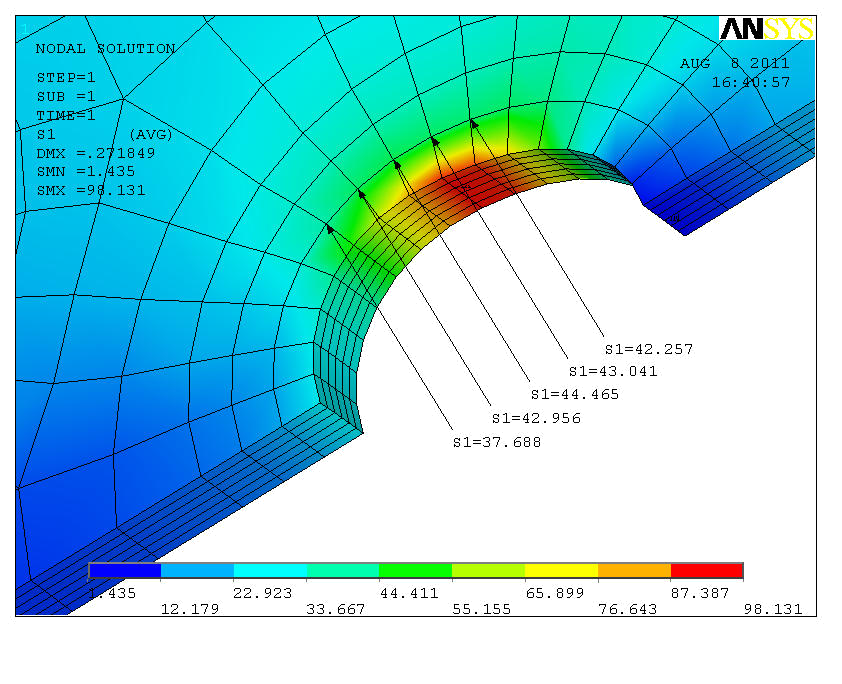 1
ANSYS
NODAL SOLUTION
AUG  8 2011
16:40:57
STEP=1
SUB =1
TIME=1
S1       (AVG)
DMX =.271849
SMN =1.435
SMX =98.131
S1=42.257
S1=43.041
S1=44.465
S1=42.956
S1=37.688
1.435 22.923 44.411 65.899 87.387
12.179 33.667 55.155 76.643 98.131